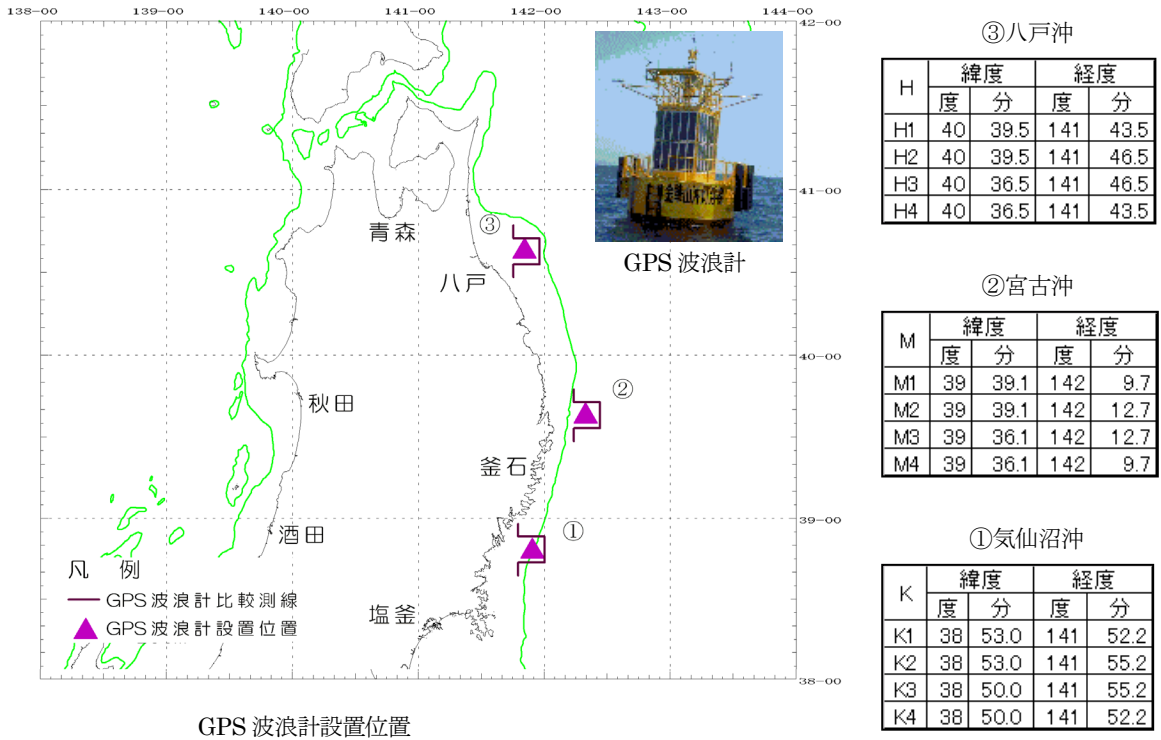 138-00 139-00 140-00 141-00 142-00 143-00 144-00
42-00
41-00
40-00
39-00
38-00
青森
八戸
秋田
釜石
酒田
塩釜
③
②
①
GPS 波浪計
凡 例
GPS波浪計比較測線
GPS波浪計設置位置
GPS 波浪計設置位置
③八戸沖
H 緯度 経度
度 分 度 分
H1 40 39.5 141 43.5
H2 40 39.5 141 46.5
H3 40 36.5 141 46.5
H4 40 36.5 141 43.5
②宮古沖
M 緯度 経度
度 分 度 分
M1 39 39.1 142 9.7
M2 39 39.1 142 12.7
M3 39 36.1 142 12.7
M4 39 36.1 142 9.7
①気仙沼沖
K 緯度 経度
度 分 度 分
K1 38 53.0 141 52.2
K2 38 53.0 141 55.2
K3 38 50.0 141 55.2
K4 38 50.0 141 52.2